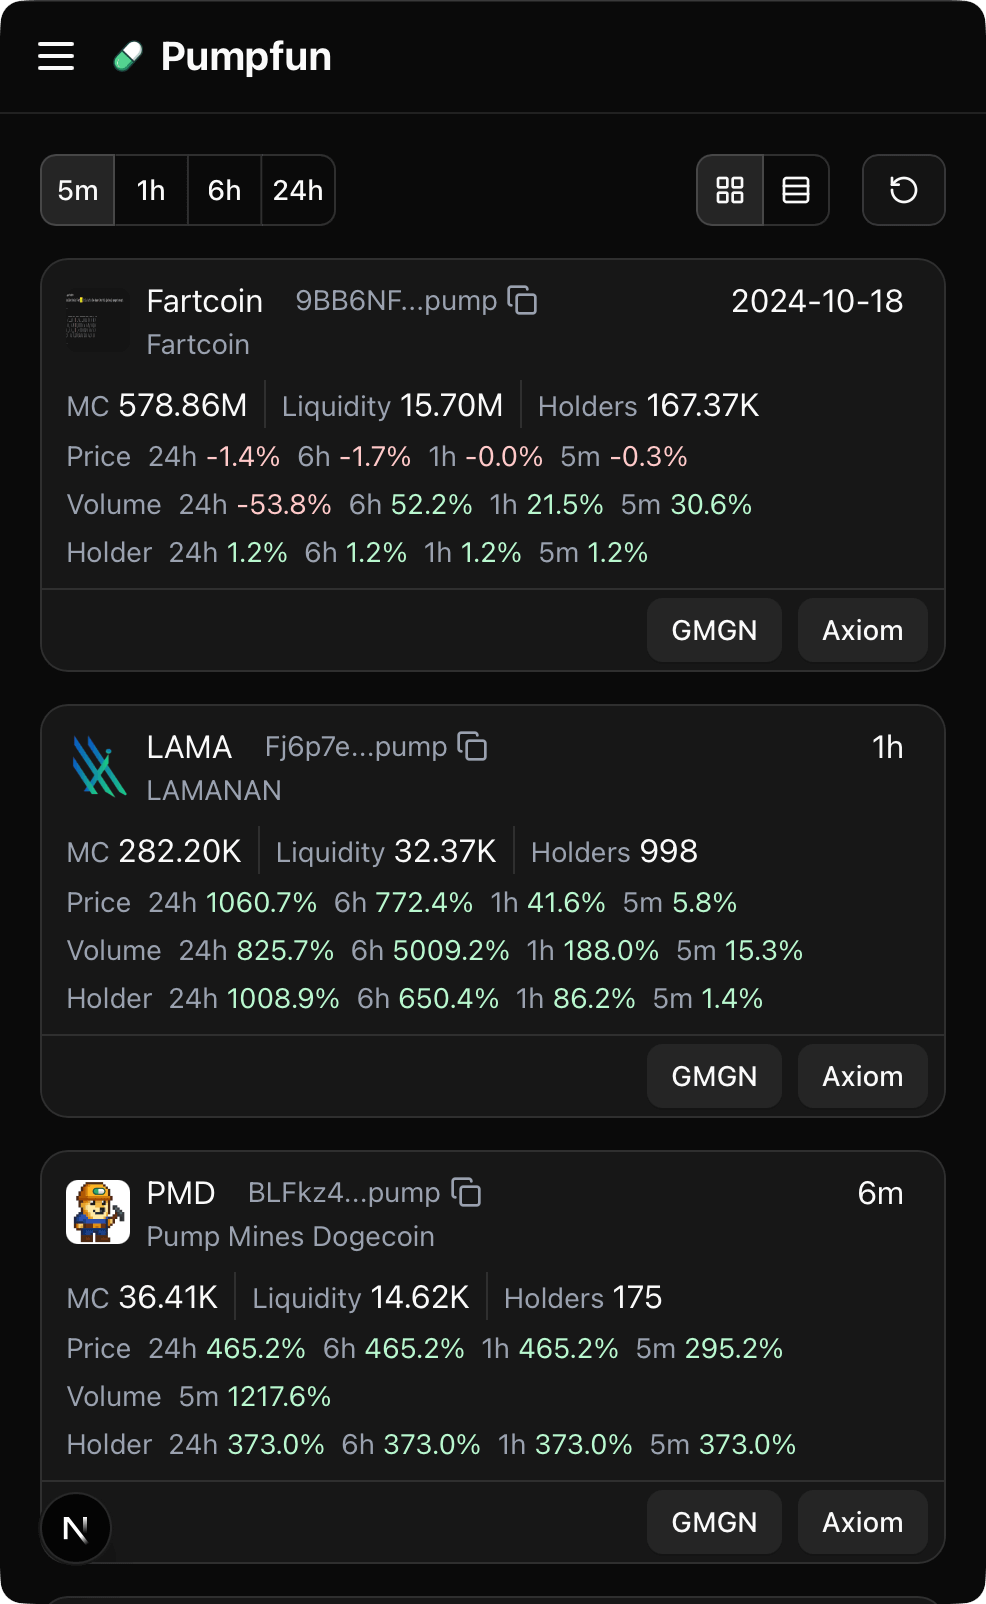 Pumpfun
5m 1h 6h 24h
Fartcoin 9BB6NF...pump 2024-10-18
Fartcoin
MC 578.86M Liquidity 15.70M Holders 167.37K
Price 24h -1.4% 6h -1.7% 1h -0.0% 5m -0.3%
Volume 24h -53.8% 6h 52.2% 1h 21.5% 5m 30.6%
Holder 24h 1.2% 6h 1.2% 1h 1.2% 5m 1.2%
GMGN Axiom
LAMA Fj6p7e...pump 1h
LAMANAN
MC 282.20K Liquidity 32.37K Holders 998
Price 24h 1060.7% 6h 772.4% 1h 41.6% 5m 5.8%
Volume 24h 825.7% 6h 5009.2% 1h 188.0% 5m 15.3%
Holder 24h 1008.9% 6h 650.4% 1h 86.2% 5m 1.4%
GMGN Axiom
PMD BLFkz4...pump 6m
Pump Mines Dogecoin
MC 36.41K Liquidity 14.62K Holders 175
Price 24h 465.2% 6h 465.2% 1h 465.2% 5m 295.2%
Volume 5m 1217.6%
Holder 24h 373.0% 6h 373.0% 1h 373.0% 5m 373.0%
N GMGN Axiom